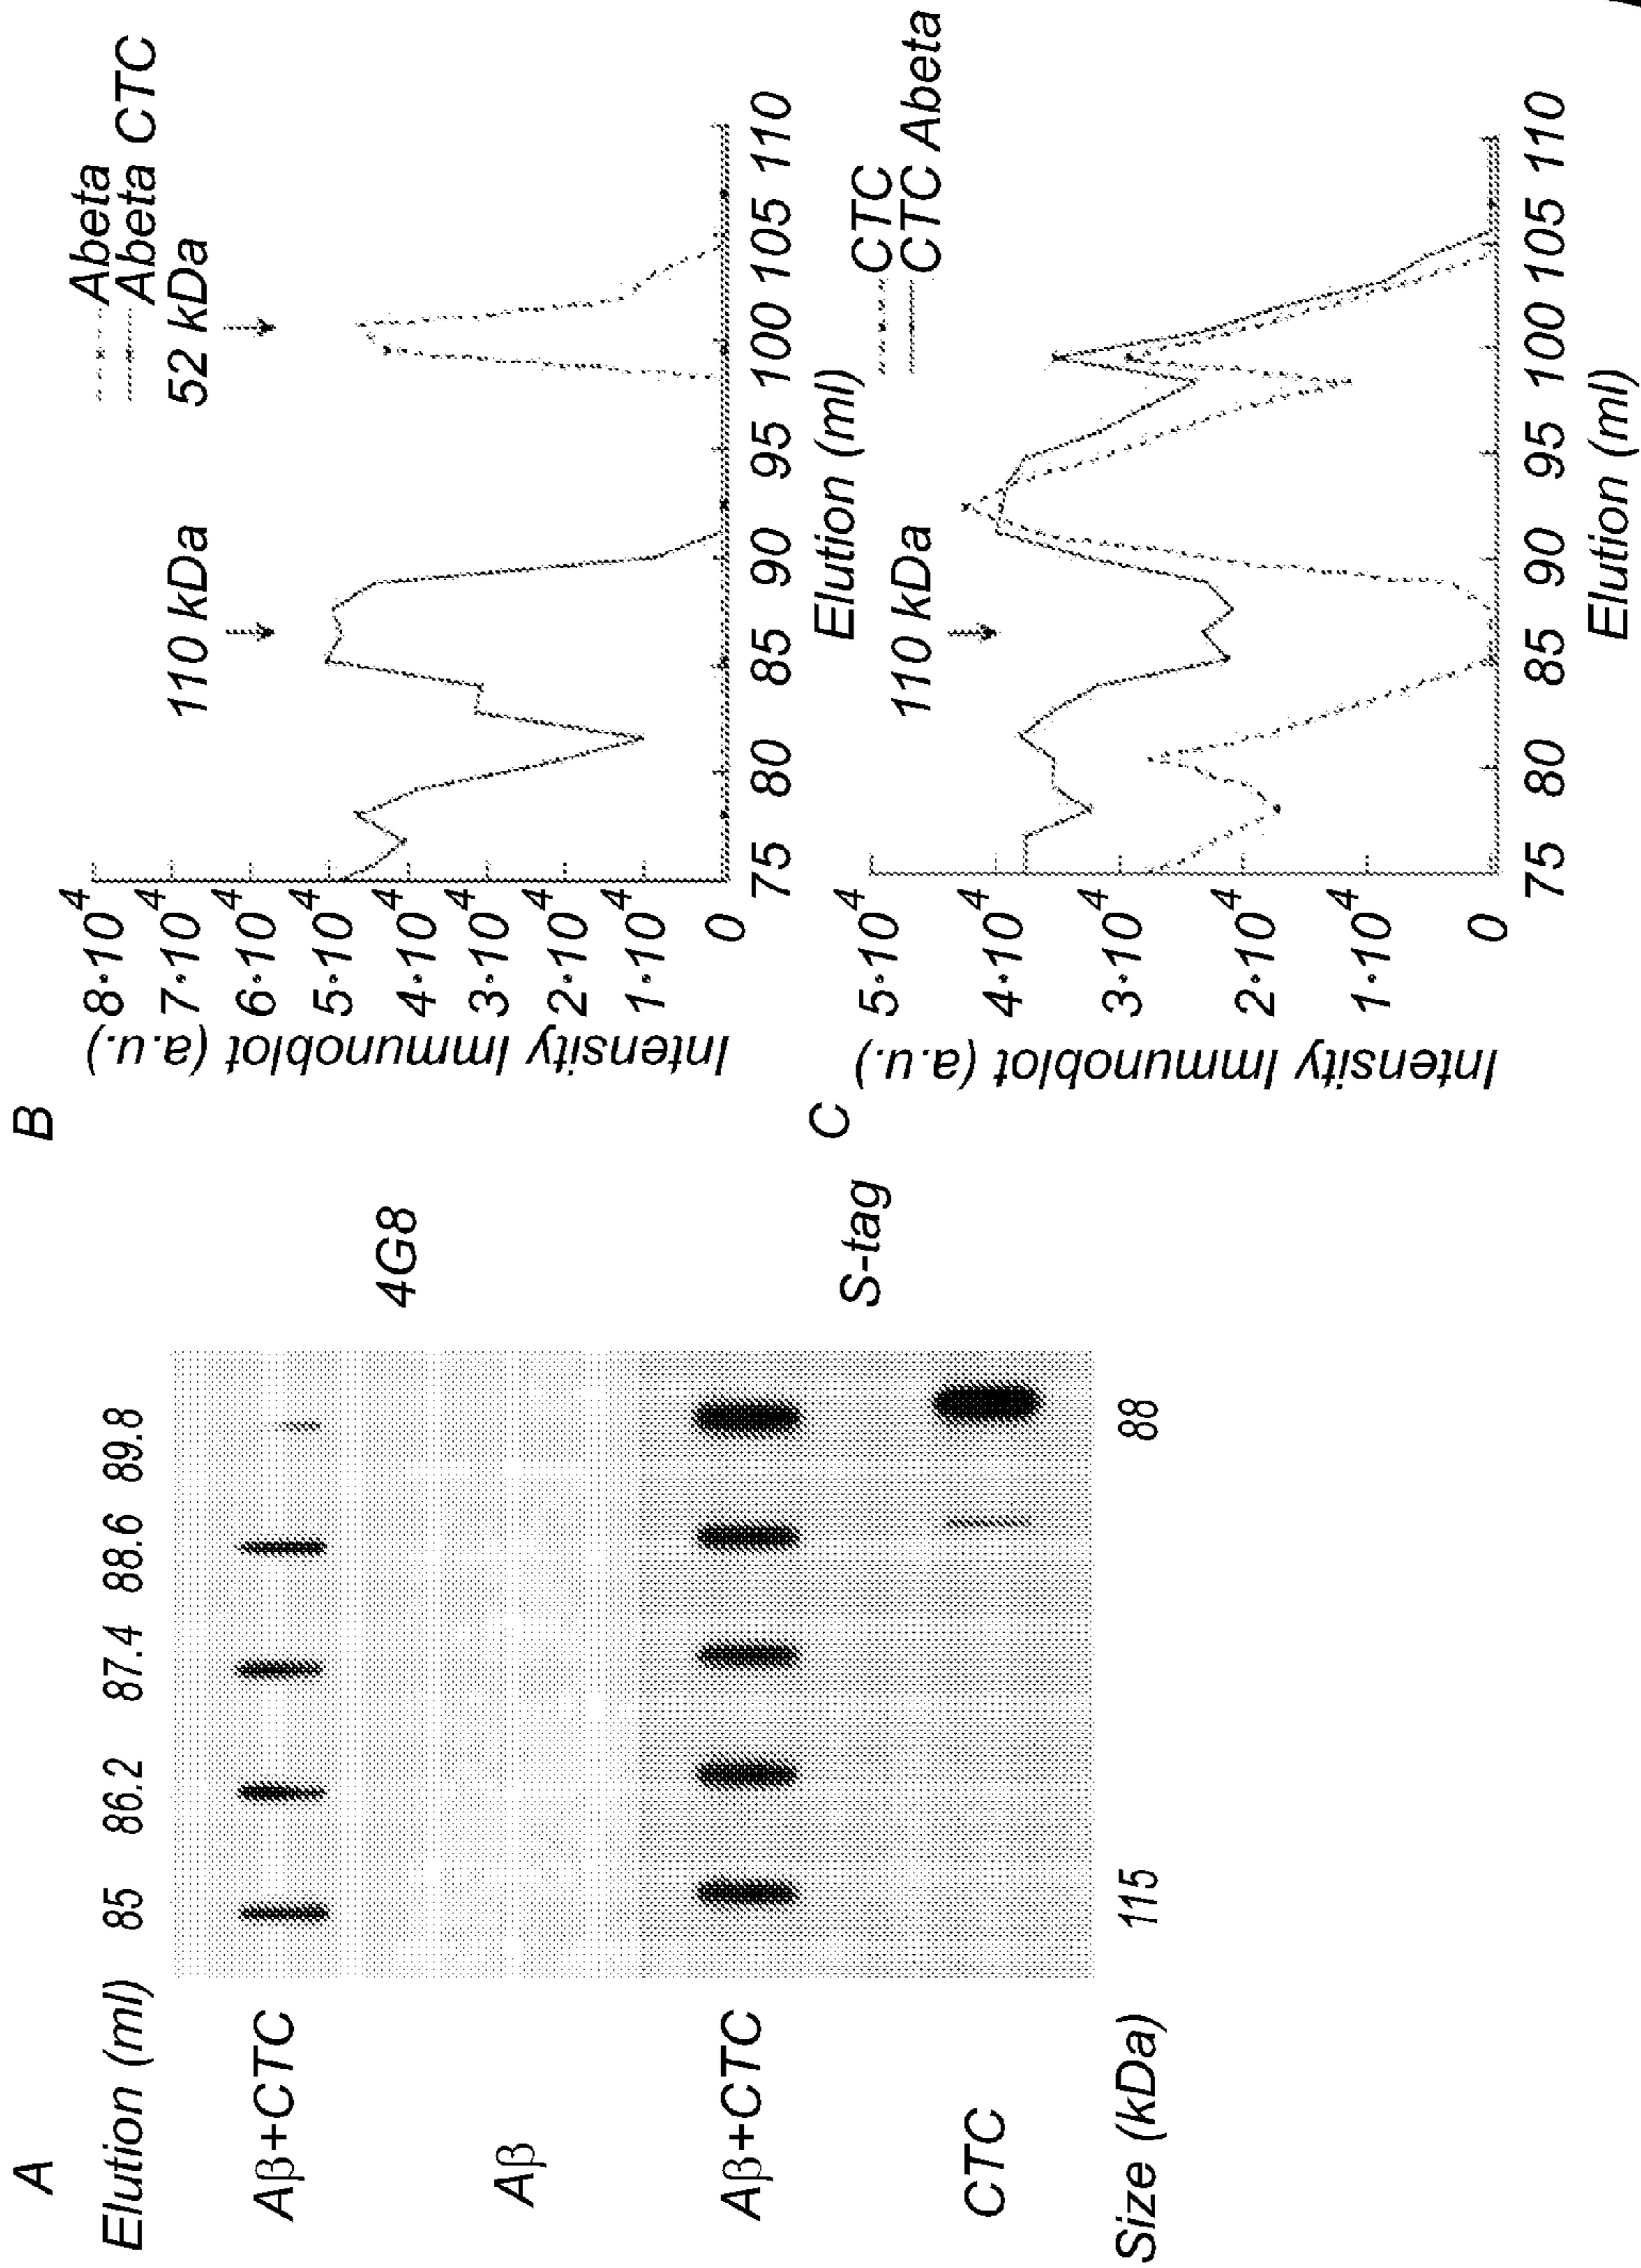 A
Elution (ml) 85 86.2 87.4 88.6 89.8
Aβ+CTC
Aβ
4G8
Aβ+CTC
CTC
S-tag
Size (kDa) 115 88
B
Abeta
Abeta CTC
110 kDa 52 kDa
Intensity Immunoblot (a.u.)
8·10⁴
7·10⁴
6·10⁴
5·10⁴
4·10⁴
3·10⁴
2·10⁴
1·10⁴
0
75 80 85 90 95 100 105 110
Elution (ml)
C
CTC
CTC Abeta
110 kDa
Intensity Immunoblot (a.u.)
5·10⁴
4·10⁴
3·10⁴
2·10⁴
1·10⁴
0
75 80 85 90 95 100 105 110
Elution (ml)